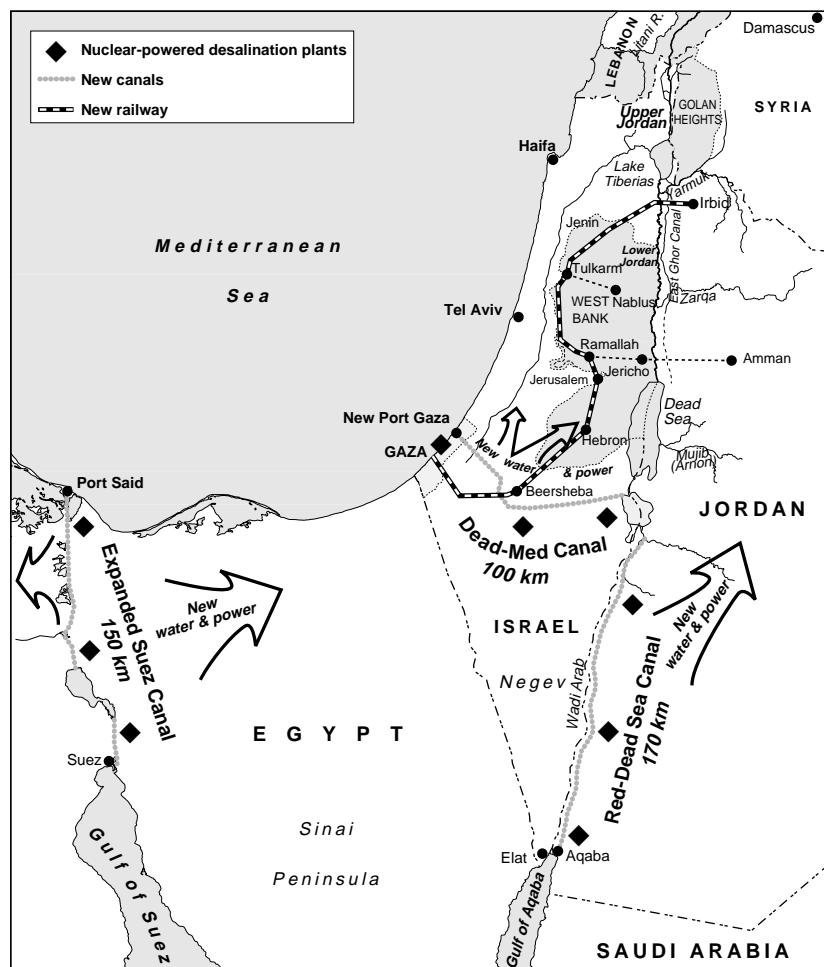 Nuclear-powered desalination plants
New canals
New railway
Damascus
LEBANON
Litani R.
GOLAN
HEIGHTS
SYRIA
Upper
Jordan
Haifa
Lake
Tiberias
Yarmuk
Irbid
Mediterranean
Sea
Jenin
Lower
Jordan
East Ghor Canal
Tulkarm
WEST
BANK
Nablus
Zarqa
Tel Aviv
Ramallah
Jericho
Amman
Jerusalem
Dead
Sea
New Port Gaza
GAZA
New water & power
Hebron
Mujib
(Arnon)
Port Said
Beersheba
JORDAN
Dead-Med Canal
100 km
Expanded Suez Canal
150 km
New
water & power
New
water & power
ISRAEL
Negev
Wadi Arab
Red-Dead Sea Canal
170 km
EGYPT
Suez
Sinai
Peninsula
Gulf of Suez
Elat
Aqaba
Gulf of Aqaba
SAUDI ARABIA